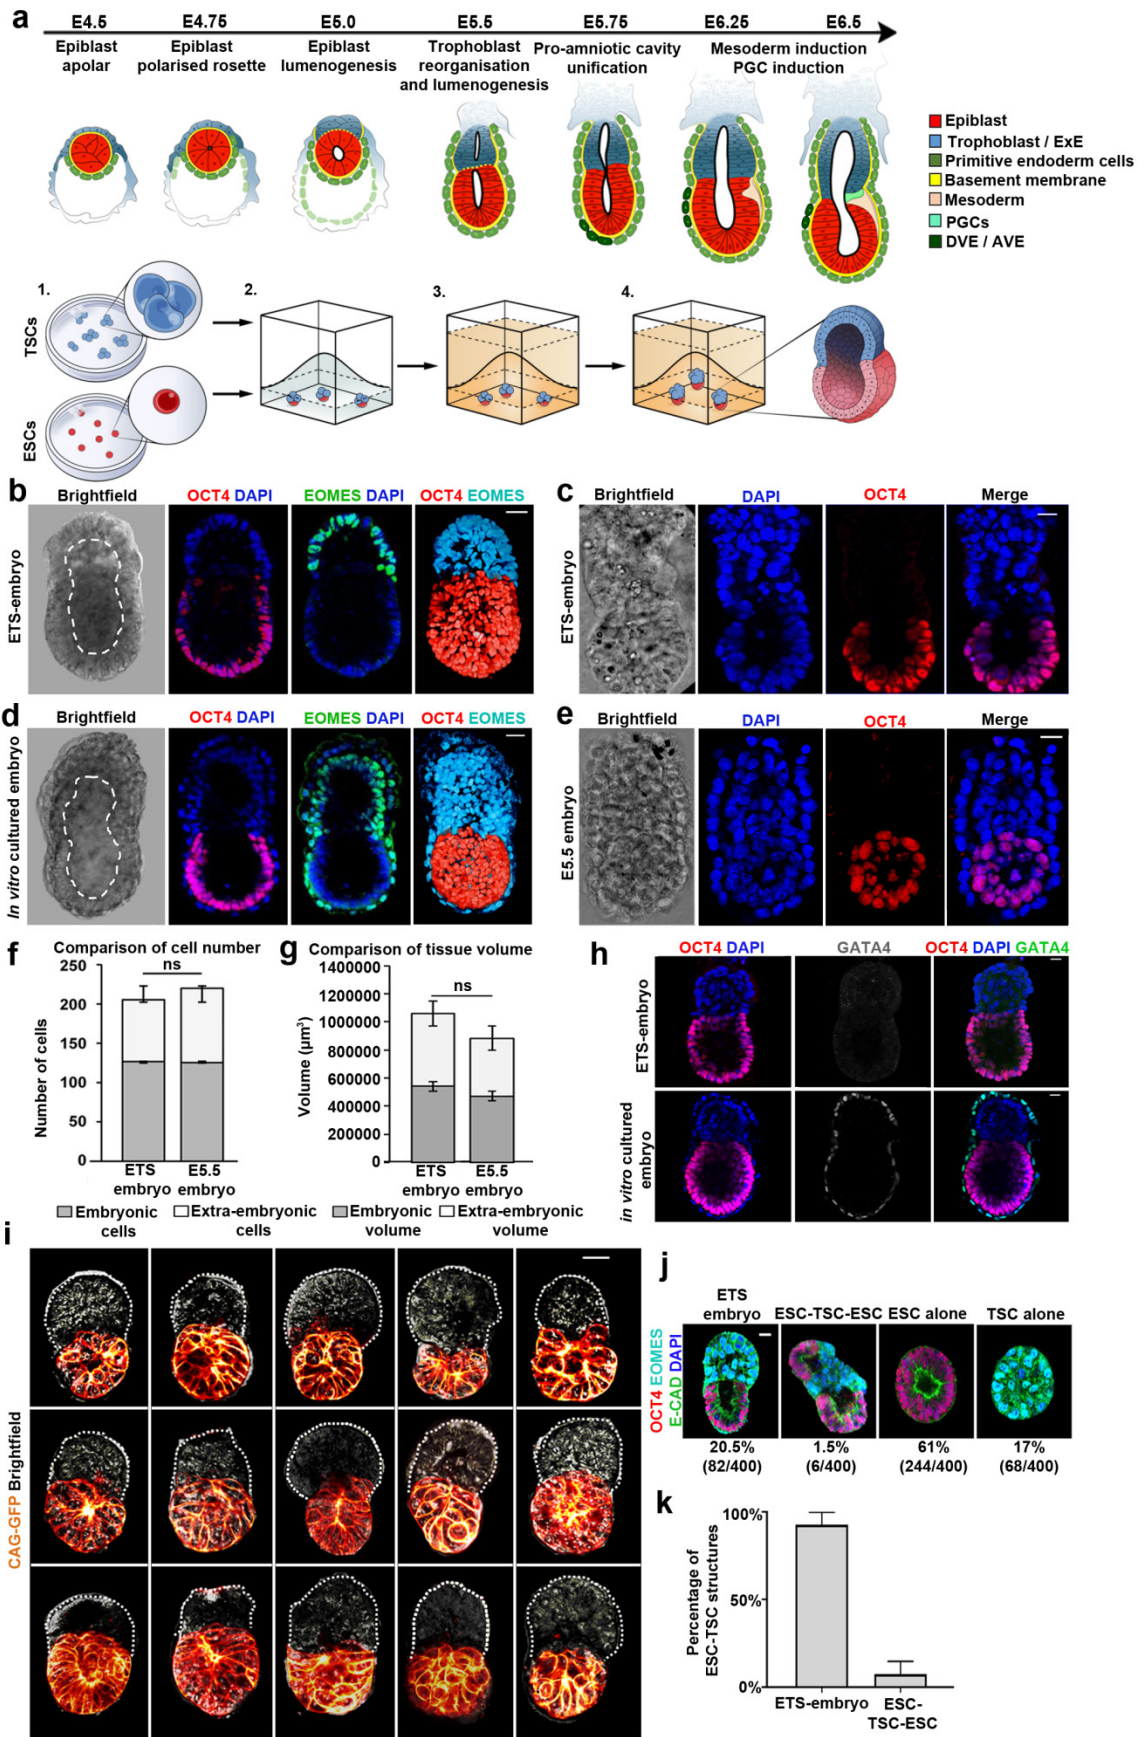 a
E4.5 E4.75 E5.0 E5.5 E5.75 E6.25 E6.5
Epiblast apolar
Epiblast polarised rosette
Epiblast lumenogenesis
Trophoblast reorganisation and lumenogenesis
Pro-amniotic cavity unification
Mesoderm induction
PGC induction
Epiblast
Trophoblast / ExE
Primitive endoderm cells
Basement membrane
Mesoderm
PGCs
DVE / AVE
1. 2. 3. 4.
TSCs
ESCs
b
Brightfield OCT4 DAPI EOMES DAPI OCT4 EOMES
ETS-embryo
c
Brightfield DAPI OCT4 Merge
ETS-embryo
d
Brightfield OCT4 DAPI EOMES DAPI OCT4 EOMES
In vitro cultured embryo
e
Brightfield DAPI OCT4 Merge
E5.5 embryo
f
Comparison of cell number
250
200
150
100
50
0
ns
Number of cells
ETS embryo
E5.5 embryo
Embryonic cells
Extra-embryonic cells
g
Comparison of tissue volume
1400000
1200000
1000000
800000
600000
400000
200000
0
ns
Volume (µm³)
ETS embryo
E5.5 embryo
Embryonic volume
Extra-embryonic volume
h
OCT4 DAPI GATA4 OCT4 DAPI GATA4
ETS-embryo
in vitro cultured
embryo
i
CAG-GFP Brightfield
j
ETS embryo
ESC-TSC-ESC
ESC alone
TSC alone
OCT4 EOMES
E-CAD DAPI
20.5% 1.5% 61% 17%
(82/400) (6/400) (244/400) (68/400)
k
100%
50%
0%
Percentage of
ESC-TSC structures
ETS-embryo
ESC-
TSC-ESC